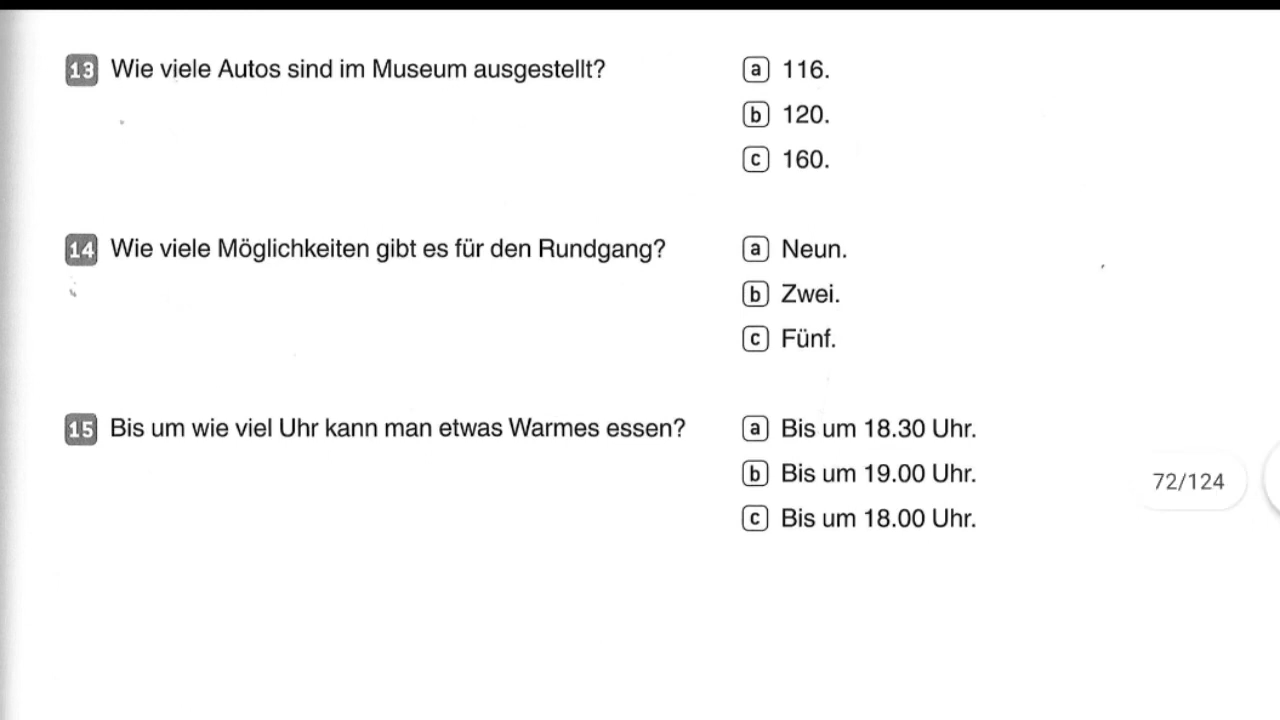 13 Wie viele Autos sind im Museum ausgestellt?
a 116.
b 120.
c 160.
14 Wie viele Möglichkeiten gibt es für den Rundgang?
a Neun.
b Zwei.
c Fünf.
15 Bis um wie viel Uhr kann man etwas Warmes essen?
a Bis um 18.30 Uhr.
b Bis um 19.00 Uhr.
72/124
c Bis um 18.00 Uhr.